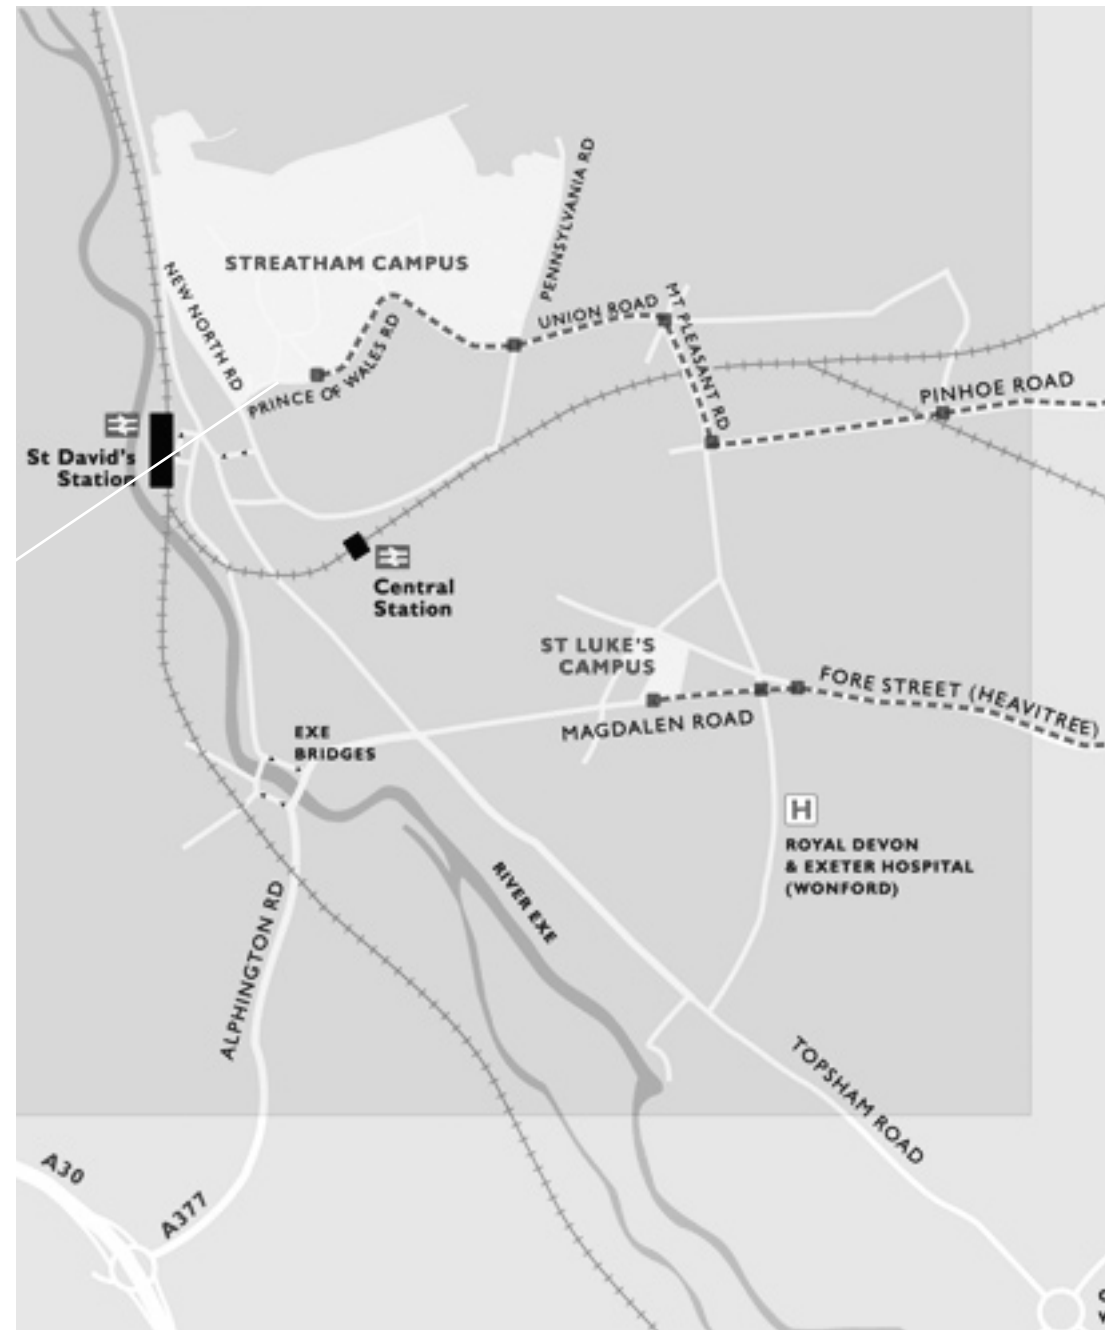 PENNSYLVANIA RD
STREATHAM CAMPUS
NEW NORTH RD
UNION ROAD
MT PLEASANT RD
PRINCE OF WALES RD
PINHOE ROAD
St David's
Station
Central
Station
ST LUKE'S
CAMPUS
FORE STREET (HEAVITREE)
MAGDALEN ROAD
EXE
BRIDGES
H
ROYAL DEVON
& EXETER HOSPITAL
(WONFORD)
RIVER EXE
ALPHINGTON RD
TOPSHAM ROAD
A30
A377